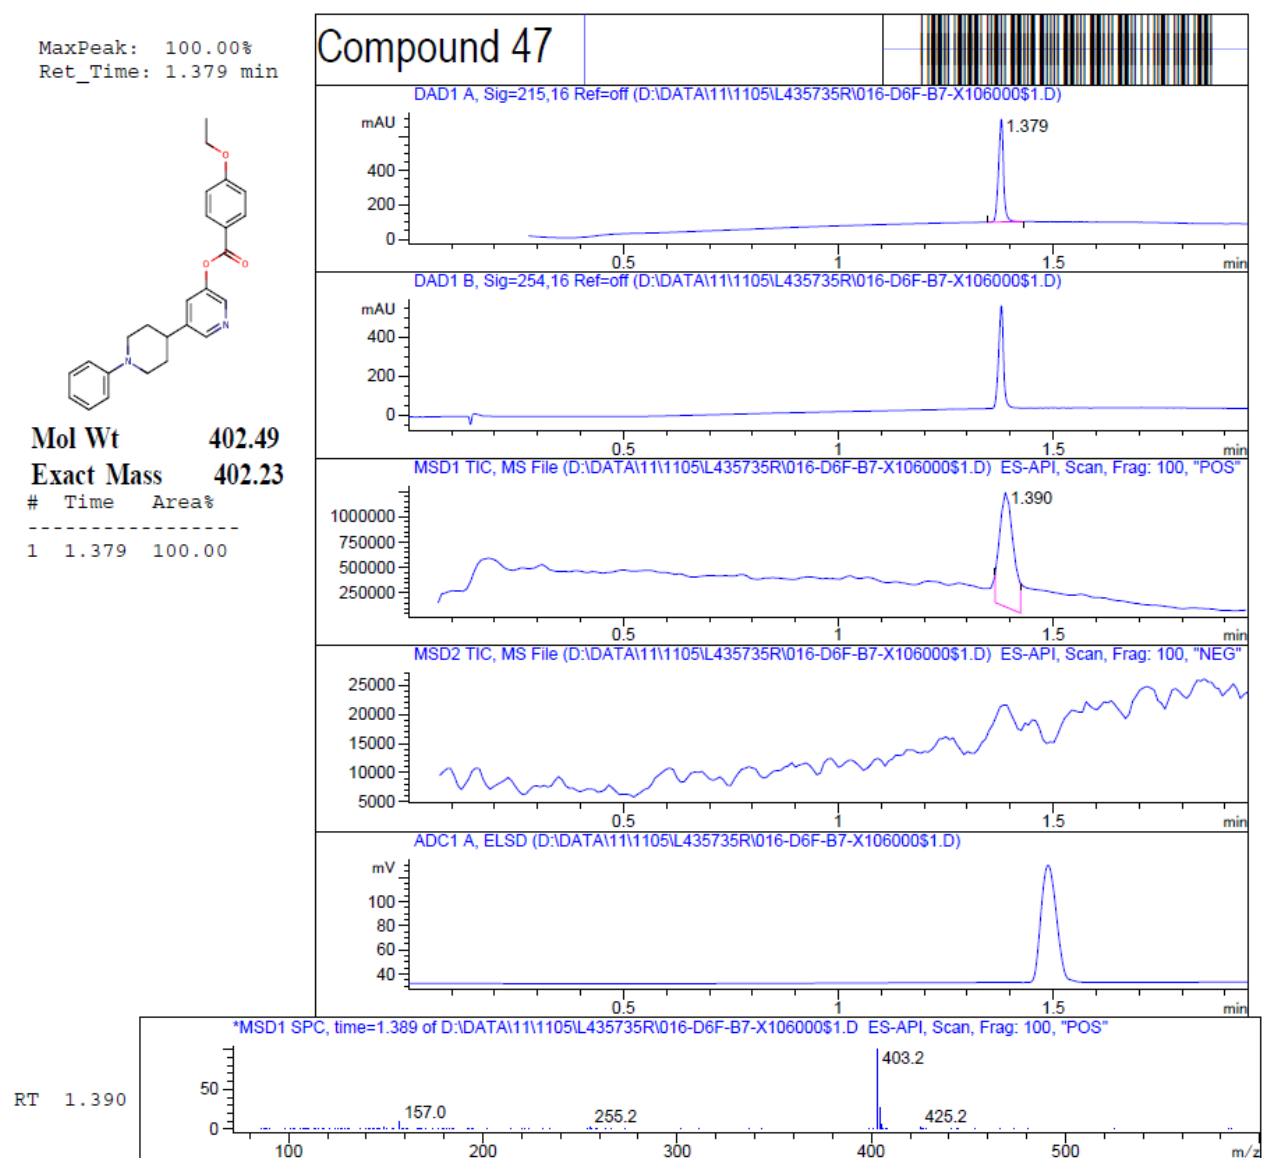 MaxPeak: 100.00%
Ret_Time: 1.379 min
Compound 47
O
O
O
N
N
Mol Wt 402.49
Exact Mass 402.23
# Time Area%
-----------------
1 1.379 100.00
DAD1 A, Sig=215,16 Ref=off (D:\DATA\11\1105\L435735R\016-D6F-B7-X106000$1.D)
mAU
1.379
400
200
0
0.5 1 1.5 min
DAD1 B, Sig=254,16 Ref=off (D:\DATA\11\1105\L435735R\016-D6F-B7-X106000$1.D)
mAU
400
200
0
0.5 1 1.5 min
MSD1 TIC, MS File (D:\DATA\11\1105\L435735R\016-D6F-B7-X106000$1.D) ES-API, Scan, Frag: 100, "POS"
1.390
1000000
750000
500000
250000
0.5 1 1.5 min
MSD2 TIC, MS File (D:\DATA\11\1105\L435735R\016-D6F-B7-X106000$1.D) ES-API, Scan, Frag: 100, "NEG"
25000
20000
15000
10000
5000
0.5 1 1.5 min
ADC1 A, ELSD (D:\DATA\11\1105\L435735R\016-D6F-B7-X106000$1.D)
mV
100
80
60
40
0.5 1 1.5 min
*MSD1 SPC, time=1.389 of D:\DATA\11\1105\L435735R\016-D6F-B7-X106000$1.D ES-API, Scan, Frag: 100, "POS"
RT 1.390
403.2
50
157.0 255.2 425.2
0
100 200 300 400 500 m/z